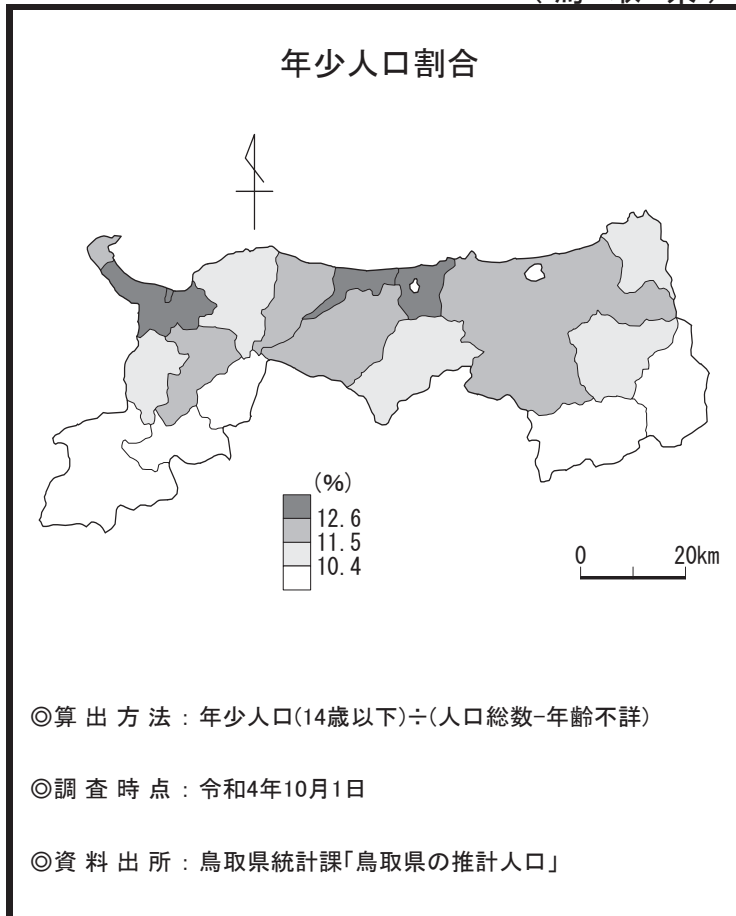 年少人口割合
(%)
12.6
11.5
10.4
0 20km
◎算出方法：年少人口(14歳以下)÷(人口総数-年齢不詳)
◎調査時点：令和4年10月1日
◎資料出所：鳥取県統計課「鳥取県の推計人口」